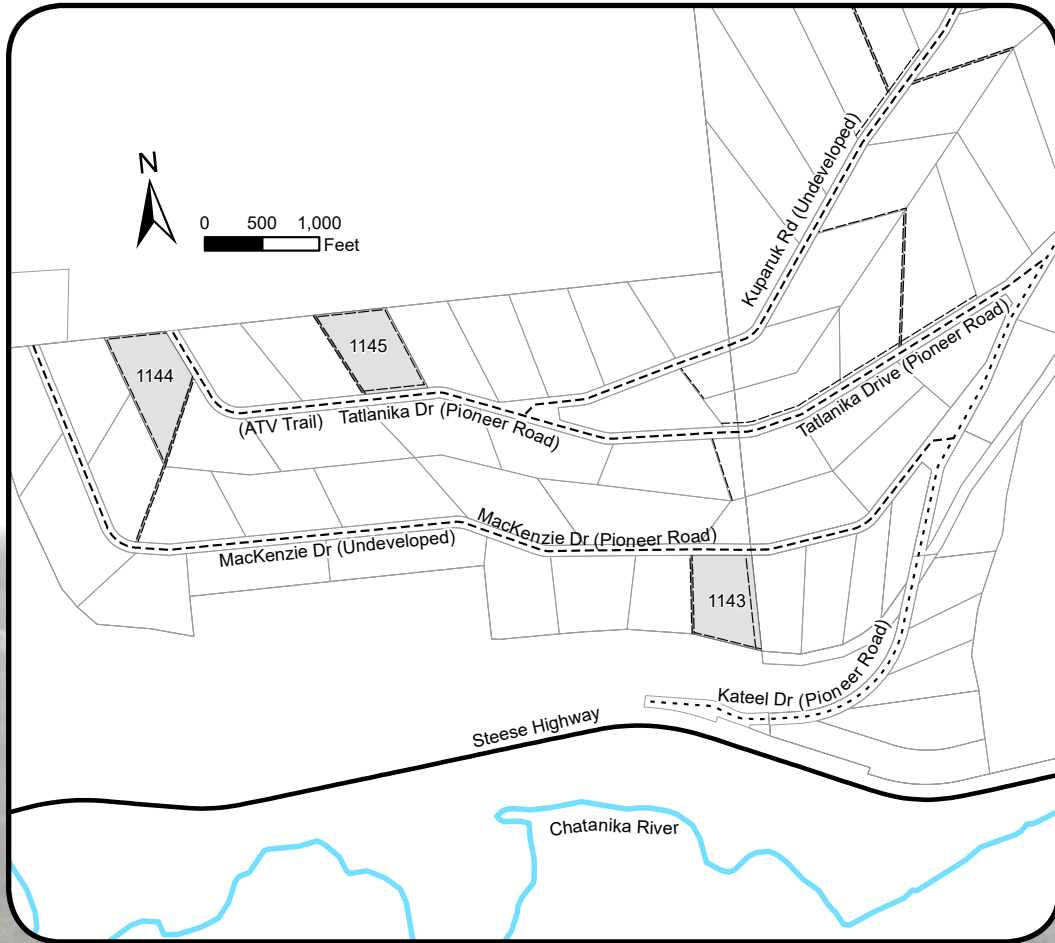 N
0 500 1,000
Feet
Kuparuk Rd (Undeveloped)
1145
1144
(ATV Trail)
Tatlanika Dr (Pioneer Road)
Tatlanika Drive (Pioneer Road)
MacKenzie Dr (Undeveloped)
MacKenzie Dr (Pioneer Road)
1143
Kateel Dr (Pioneer Road)
Steese Highway
Chatanika River